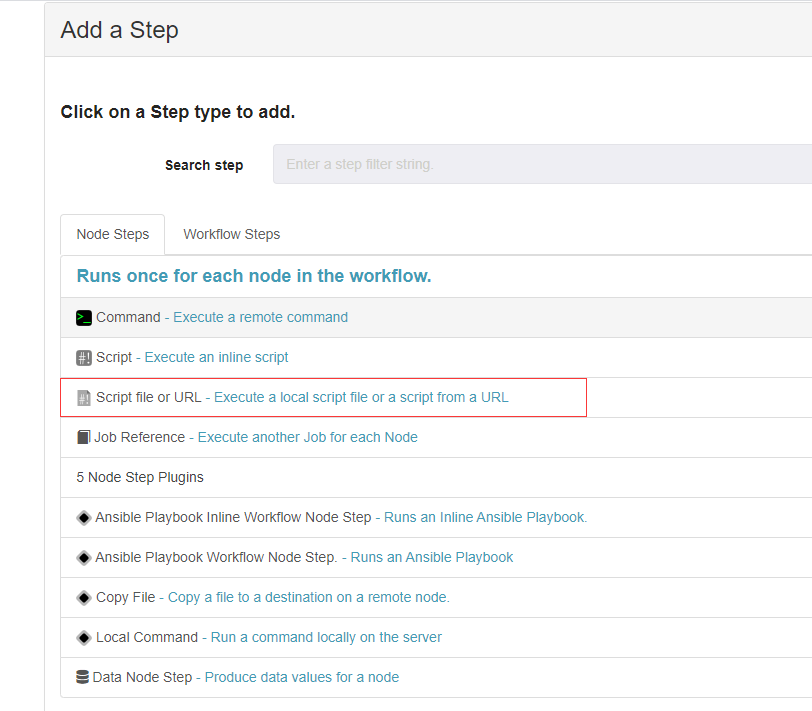 Add a Step
Click on a Step type to add.
Search step
Enter a step filter string.
Node Steps
Workflow Steps
Runs once for each node in the workflow.
>_ Command - Execute a remote command
#! Script - Execute an inline script
#! Script file or URL - Execute a local script file or a script from a URL
Job Reference - Execute another Job for each Node
5 Node Step Plugins
Ansible Playbook Inline Workflow Node Step - Runs an Inline Ansible Playbook.
Ansible Playbook Workflow Node Step. - Runs an Ansible Playbook
Copy File - Copy a file to a destination on a remote node.
Local Command - Run a command locally on the server
Data Node Step - Produce data values for a node